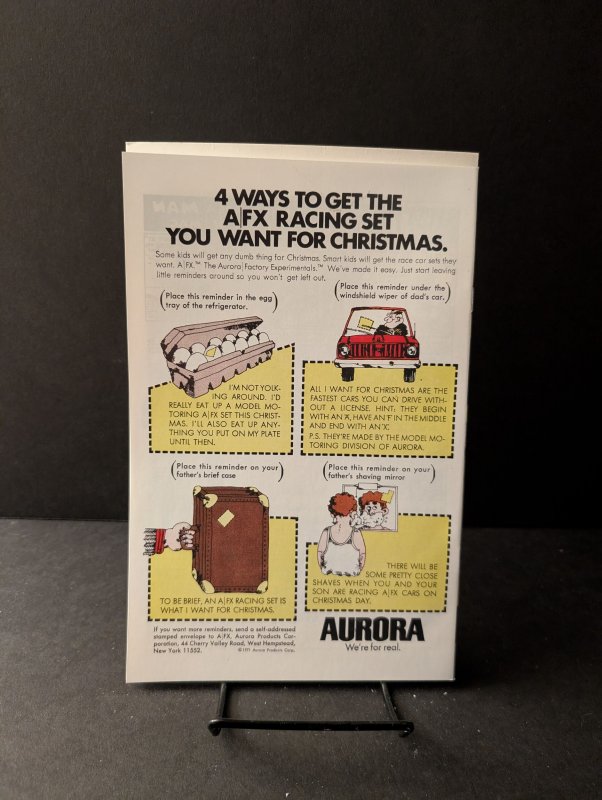 4 WAYS TO GET THE
A|FX RACING SET
YOU WANT FOR CHRISTMAS.
Some kids will get any dumb thing for Christmas. Smart kids will get the race car sets they
want. A|FX.™ The Aurora|Factory Experimentals.™ We've made it easy. Just start leaving
little reminders around so you won't get left out.
(Place this reminder in the egg
tray of the refrigerator.)
I'M NOT YOLK-
ING AROUND. I'D
REALLY EAT UP A MODEL MO-
TORING A|FX SET THIS CHRIST-
MAS. I'LL ALSO EAT UP ANY-
THING YOU PUT ON MY PLATE
UNTIL THEN.
(Place this reminder under the
windshield wiper of dad's car.)
ALL I WANT FOR CHRISTMAS ARE THE
FASTEST CARS YOU CAN DRIVE WITH-
OUT A LICENSE. HINT: THEY BEGIN
WITH AN 'A', HAVE AN 'F' IN THE MIDDLE
AND END WITH AN 'X'.
P.S. THEY'RE MADE BY THE MODEL MO-
TORING DIVISION OF AURORA.
(Place this reminder on your
father's brief case)
TO BE BRIEF, AN A|FX RACING SET IS
WHAT I WANT FOR CHRISTMAS.
(Place this reminder on your
father's shaving mirror)
THERE WILL BE
SOME PRETTY CLOSE
SHAVES WHEN YOU AND YOUR
SON ARE RACING A|FX CARS ON
CHRISTMAS DAY.
If you want more reminders, send a self-addressed
stamped envelope to A|FX, Aurora Products Cor-
poration, 44 Cherry Valley Road, West Hempstead,
New York 11552.
©1971 Aurora Products Corp.
AURORA
We're for real.